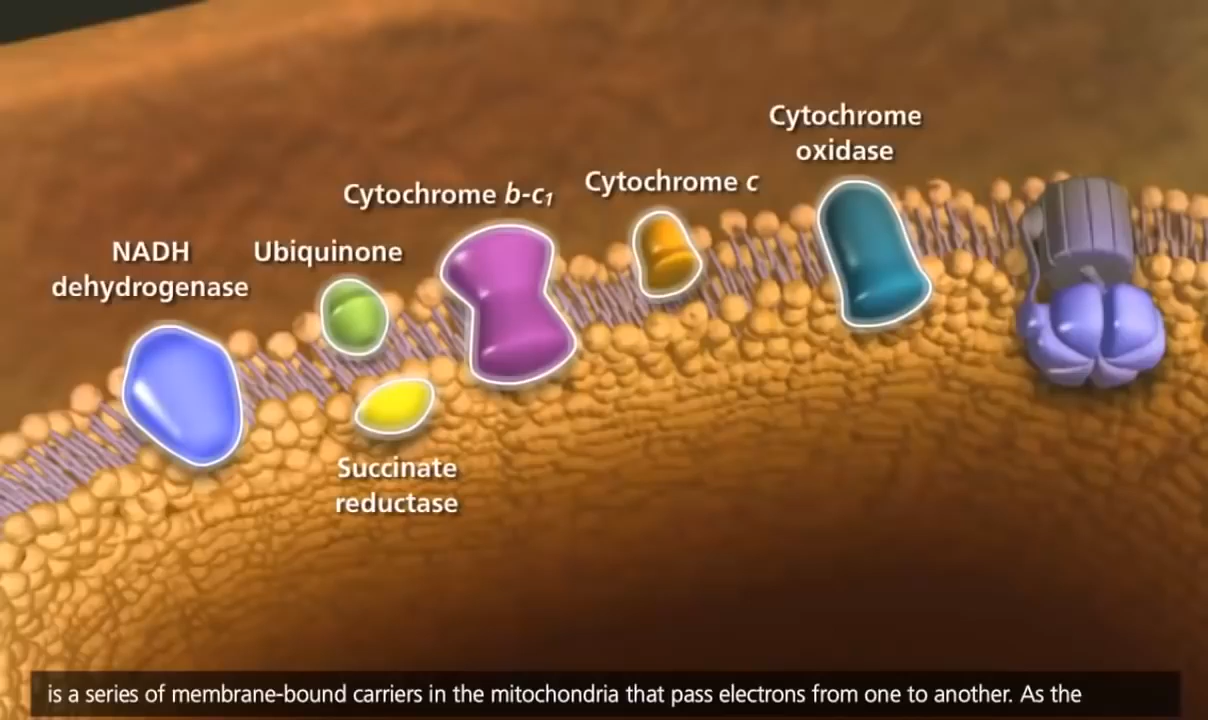 Cytochrome
oxidase
Cytochrome c
Cytochrome b-c₁
NADH
dehydrogenase
Ubiquinone
Succinate
reductase
is a series of membrane-bound carriers in the mitochondria that pass electrons from one to another. As the